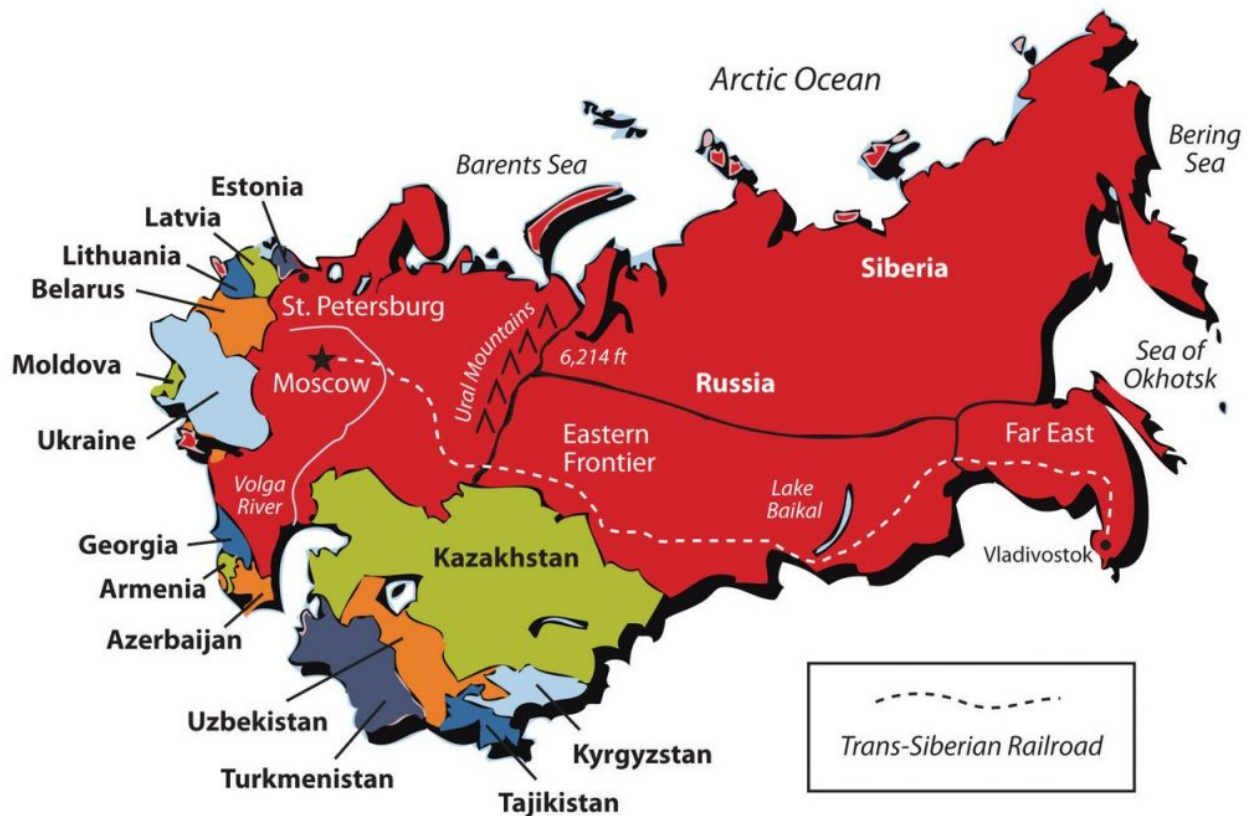 Arctic Ocean
Bering
Sea
Barents Sea
Estonia
Latvia
Lithuania
Belarus
St. Petersburg
Siberia
Ural Mountains
6,214 ft
Sea of
Okhotsk
Moldova
Moscow
Russia
Ukraine
Eastern
Frontier
Far East
Volga
River
Lake
Baikal
Georgia
Kazakhstan
Vladivostok
Armenia
Azerbaijan
Uzbekistan
Kyrgyzstan
Turkmenistan
Tajikistan
Trans-Siberian Railroad